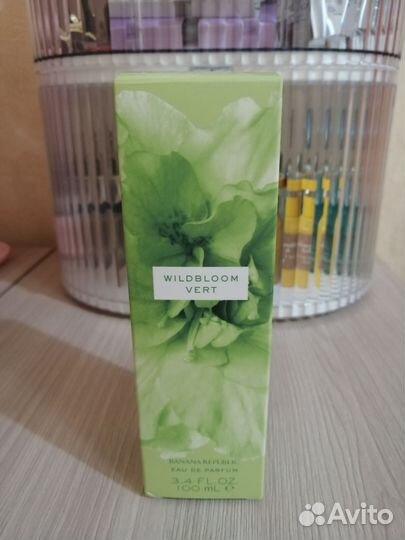 WILDBLOOM
VERT
BANANA REPUBLIC
EAU DE PARFUM
3.4 FL.OZ.
100 mL ℮
Avito